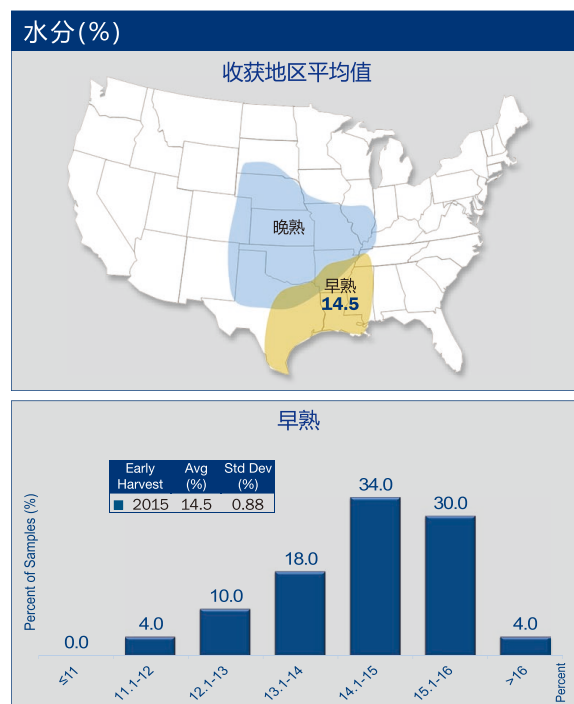 水分(%)
收获地区平均值
晚熟
早熟
14.5
早熟
Early Harvest Avg (%) Std Dev (%)
2015 14.5 0.88
Percent of Samples (%)
0.0 4.0 10.0 18.0 34.0 30.0 4.0
≤11 11.1-12 12.1-13 13.1-14 14.1-15 15.1-16 >16
Percent